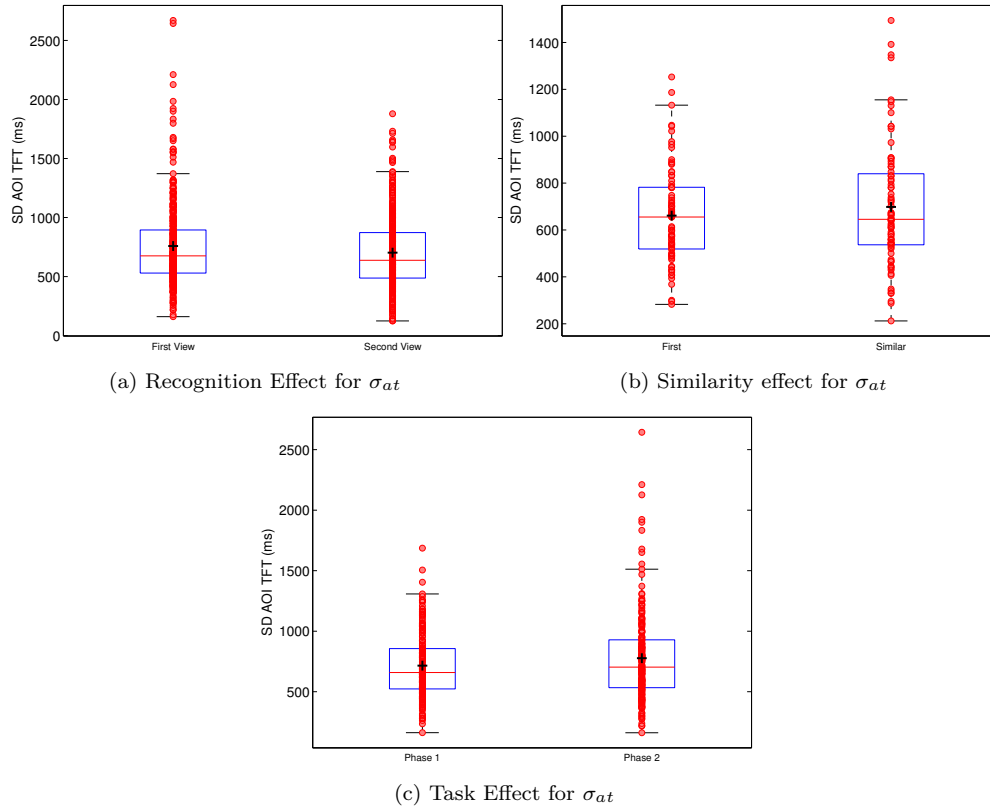 2500
2000
1500
1000
500
0
SD AOI TFT (ms)
First View Second View
(a) Recognition Effect for σat
1400
1200
1000
800
600
400
200
SD AOI TFT (ms)
First Similar
(b) Similarity effect for σat
2500
2000
1500
1000
500
SD AOI TFT (ms)
Phase 1 Phase 2
(c) Task Effect for σat